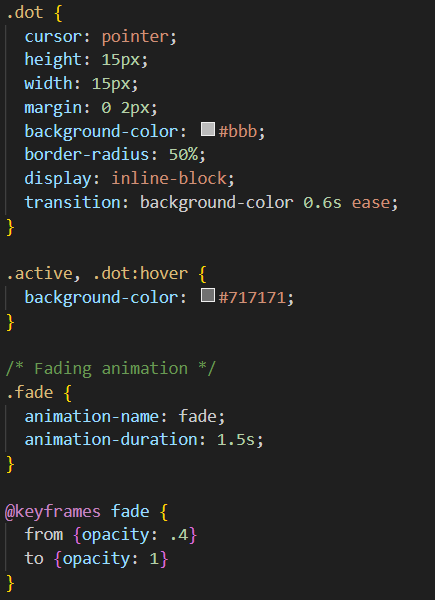 .dot {
  cursor: pointer;
  height: 15px;
  width: 15px;
  margin: 0 2px;
  background-color: #bbb;
  border-radius: 50%;
  display: inline-block;
  transition: background-color 0.6s ease;
}

.active, .dot:hover {
  background-color: #717171;
}

/* Fading animation */
.fade {
  animation-name: fade;
  animation-duration: 1.5s;
}

@keyframes fade {
  from {opacity: .4}
  to {opacity: 1}
}